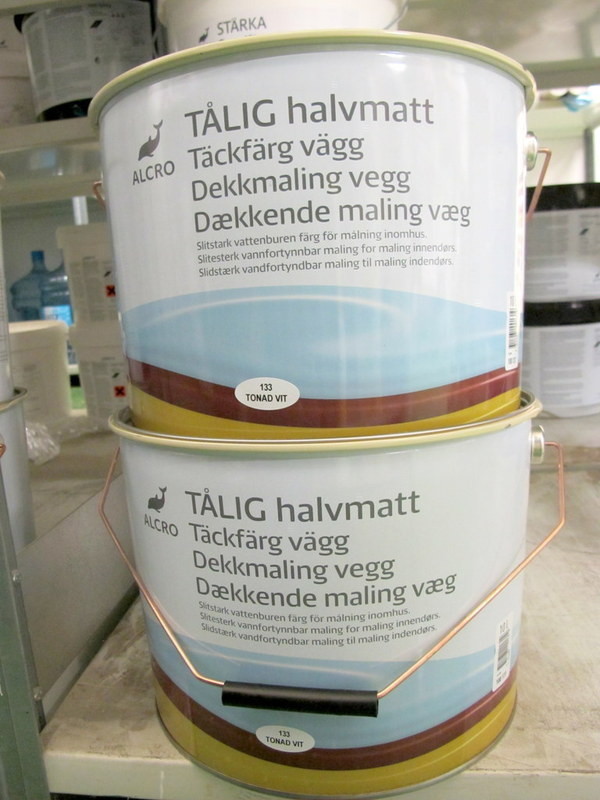 STÄRKA
ALCRO
TÅLIG halvmatt
Täckfärg vägg
Dekkmaling vegg
Dækkende maling væg
Slitstark vattenburen färg för målning inomhus.
Slitesterk vannfortynnbar maling for maling innendørs.
Slidstærk vandfortyndbar maling til maling indendørs.
133
TONAD VIT
ALCRO
TÅLIG halvmatt
Täckfärg vägg
Dekkmaling vegg
Dækkende maling væg
Slitstark vattenburen färg för målning inomhus.
Slitesterk vannfortynnbar maling for maling innendørs.
Slidstærk vandfortyndbar maling til maling indendørs.
10 L
133
TONAD VIT